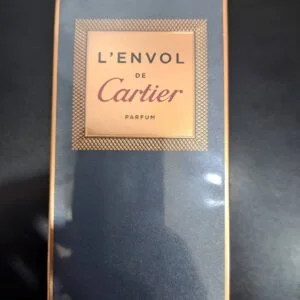 L'ENVOL
DE
Cartier
PARFUM